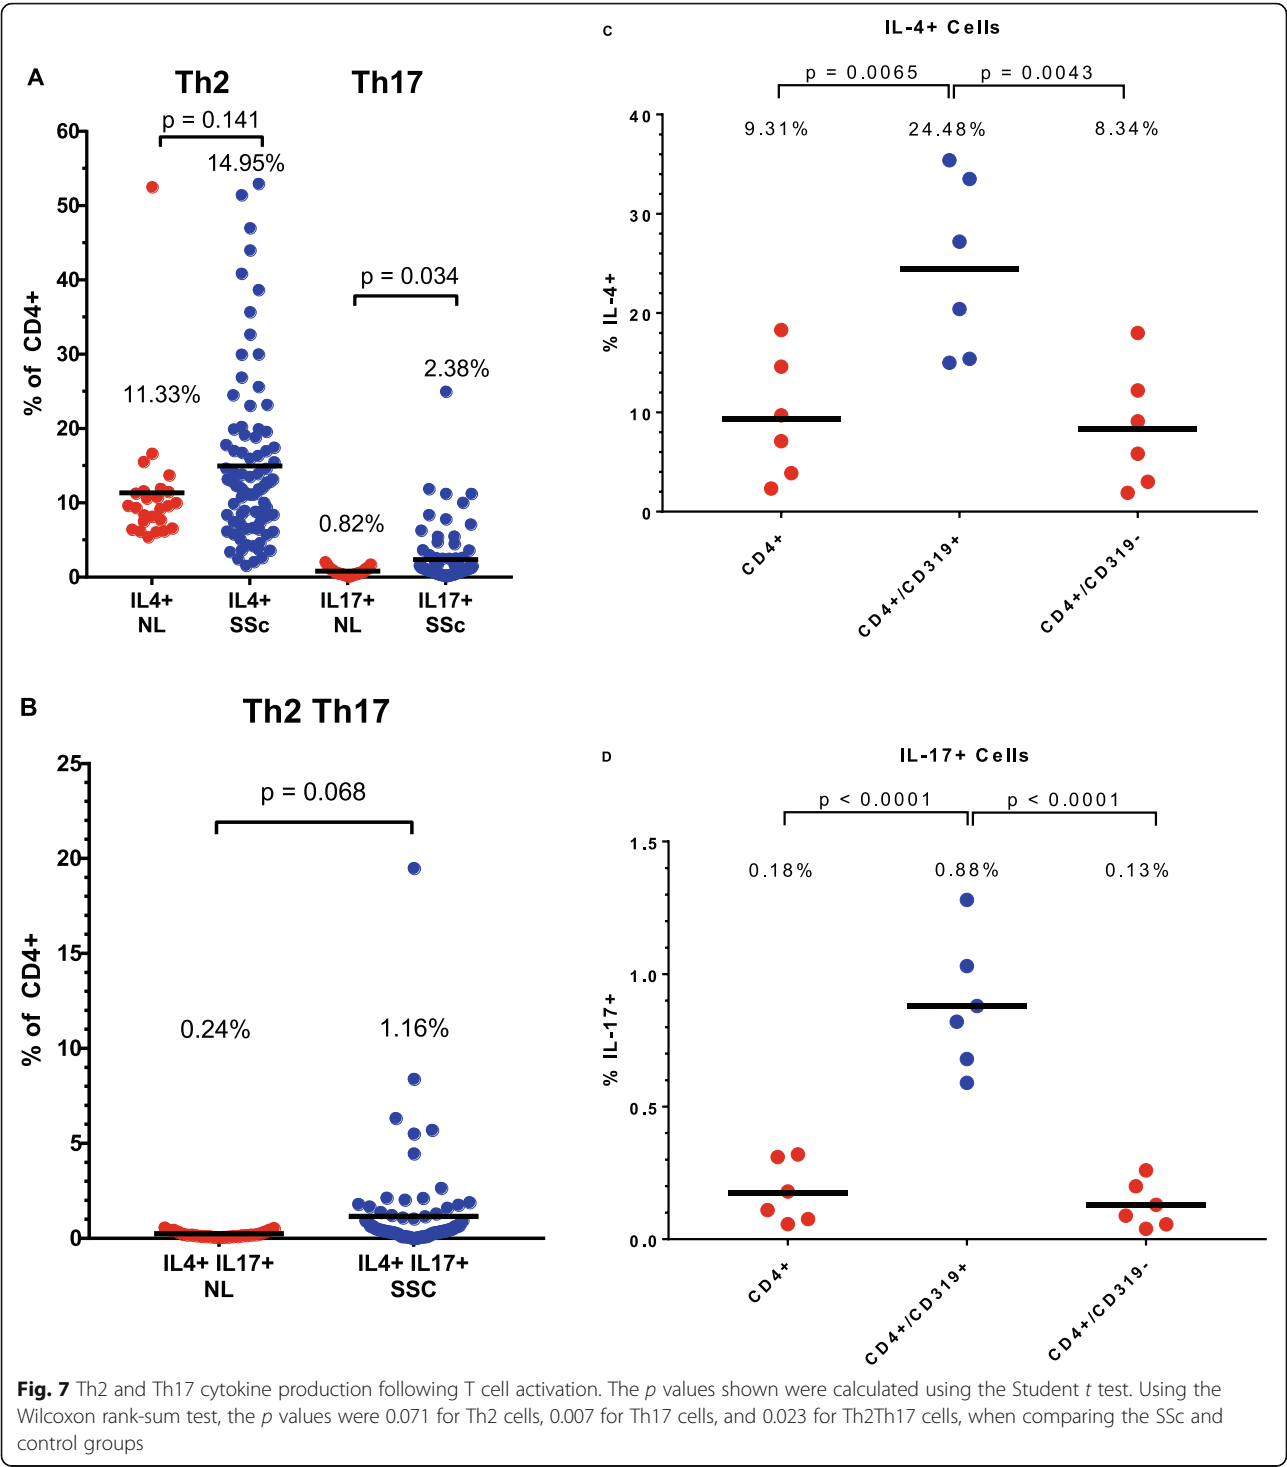 A
Th2 Th17
p = 0.141
14.95%
p = 0.034
2.38%
11.33%
0.82%
% of CD4+
60
50
40
30
20
10
0
IL4+ IL4+ IL17+ IL17+
NL SSc NL SSc
B
Th2 Th17
p = 0.068
0.24% 1.16%
% of CD4+
25
20
15
10
5
0
IL4+ IL17+ IL4+ IL17+
NL SSC
C
IL-4+ Cells
p = 0.0065 p = 0.0043
9.31% 24.48% 8.34%
% IL-4+
40
30
20
10
0
CD4+
CD4+/CD319+
CD4+/CD319-
D
IL-17+ Cells
p < 0.0001 p < 0.0001
0.18% 0.88% 0.13%
% IL-17+
1.5
1.0
0.5
0.0
CD4+
CD4+/CD319+
CD4+/CD319-
Fig. 7 Th2 and Th17 cytokine production following T cell activation. The p values shown were calculated using the Student t test. Using the
Wilcoxon rank-sum test, the p values were 0.071 for Th2 cells, 0.007 for Th17 cells, and 0.023 for Th2Th17 cells, when comparing the SSc and
control groups